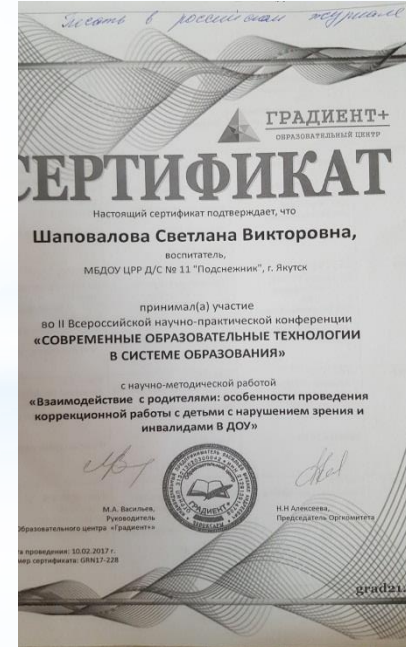 Писать в российском журнале
ГРАДИЕНТ+
ОБРАЗОВАТЕЛЬНЫЙ ЦЕНТР
СЕРТИФИКАТ
Настоящий сертификат подтверждает, что
Шаповалова Светлана Викторовна,
воспитатель,
МБДОУ ЦРР Д/С № 11 "Подснежник", г. Якутск
принимал(а) участие
во II Всероссийской научно-практической конференции
«СОВРЕМЕННЫЕ ОБРАЗОВАТЕЛЬНЫЕ ТЕХНОЛОГИИ
В СИСТЕМЕ ОБРАЗОВАНИЯ»
с научно-методической работой
«Взаимодействие с родителями: особенности проведения
коррекционной работы с детьми с нарушением зрения и
инвалидами В ДОУ»
М.А. Васильев,
Руководитель
Образовательного центра «Градиент+»
Н.Н Алексеева,
Председатель Оргкомитета
ГРАДИЕНТ
та проведения: 10.02.2017 г.
мер сертификата: GRN17-228
grad21.